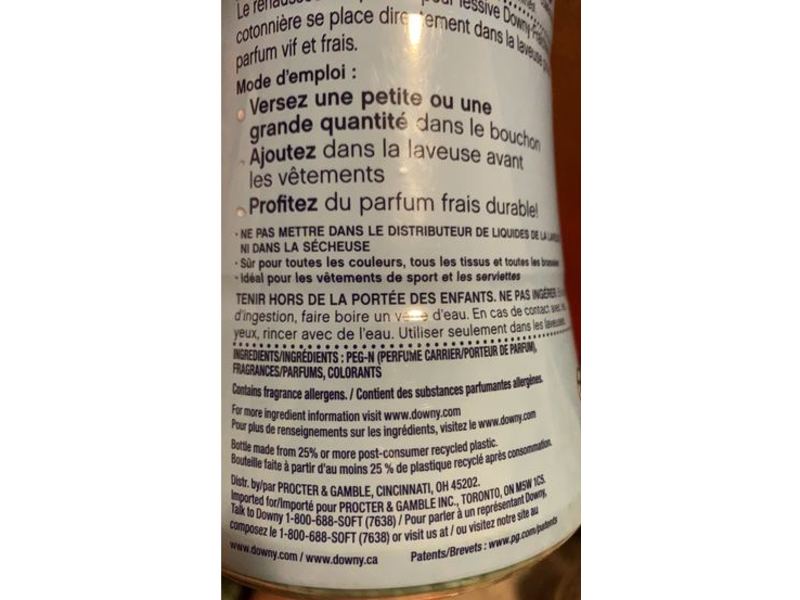 Le rehausseur pour lessive Downy Fraîcheur
cotonnière se place directement dans la laveuse
parfum vif et frais.
Mode d'emploi :
Versez une petite ou une
grande quantité dans le bouchon
Ajoutez dans la laveuse avant
les vêtements
Profitez du parfum frais durable!
• NE PAS METTRE DANS LE DISTRIBUTEUR DE LIQUIDES DE LA
NI DANS LA SÉCHEUSE
• Sûr pour toutes les couleurs, tous les tissus et toutes les
• Idéal pour les vêtements de sport et les serviettes
TENIR HORS DE LA PORTÉE DES ENFANTS. NE PAS INGÉRER.
d'ingestion, faire boire un verre d'eau. En cas de contact avec
yeux, rincer avec de l'eau. Utiliser seulement dans les laveuses.
INGREDIENTS/INGRÉDIENTS : PEG-N (PERFUME CARRIER/PORTEUR DE PARFUM),
FRAGRANCES/PARFUMS, COLORANTS
Contains fragrance allergens. / Contient des substances parfumantes allergènes.
For more ingredient information visit www.downy.com
Pour plus de renseignements sur les ingrédients, visitez le www.downy.com
Bottle made from 25% or more post-consumer recycled plastic.
Bouteille faite à partir d'au moins 25 % de plastique recyclé après consommation.
Distr. by/par PROCTER & GAMBLE, CINCINNATI, OH 45202.
Imported for/Importé pour PROCTER & GAMBLE INC., TORONTO, ON M5W 1C5.
Talk to Downy 1-800-688-SOFT (7638) / Pour parler à un représentant Downy,
composez le 1-800-688-SOFT (7638) or visit us at / ou visitez notre site au
www.downy.com / www.downy.ca Patents/Brevets : www.pg.com/patents